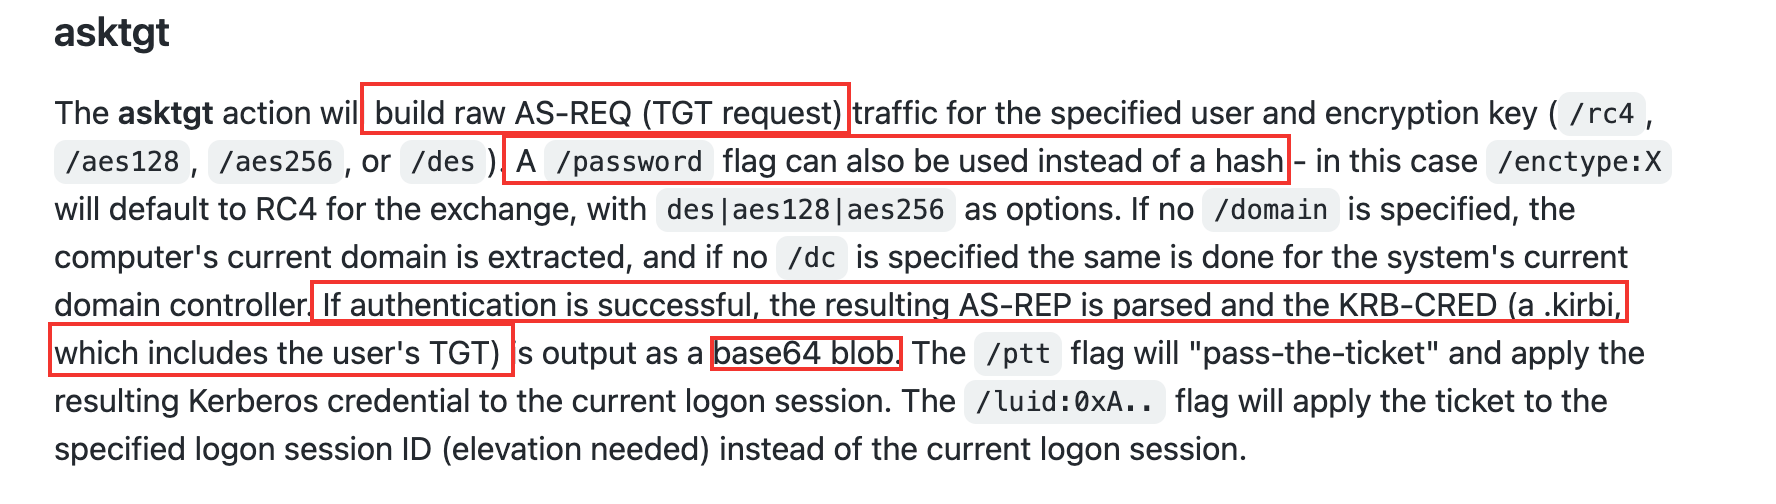 asktgt
The asktgt action wil build raw AS-REQ (TGT request) traffic for the specified user and encryption key ( /rc4 ,
/aes128 , /aes256 , or /des ). A /password flag can also be used instead of a hash - in this case /enctype:X
will default to RC4 for the exchange, with des|aes128|aes256 as options. If no /domain is specified, the
computer's current domain is extracted, and if no /dc is specified the same is done for the system's current
domain controller. If authentication is successful, the resulting AS-REP is parsed and the KRB-CRED (a .kirbi,
which includes the user's TGT) is output as a base64 blob. The /ptt flag will "pass-the-ticket" and apply the
resulting Kerberos credential to the current logon session. The /luid:0xA.. flag will apply the ticket to the
specified logon session ID (elevation needed) instead of the current logon session.